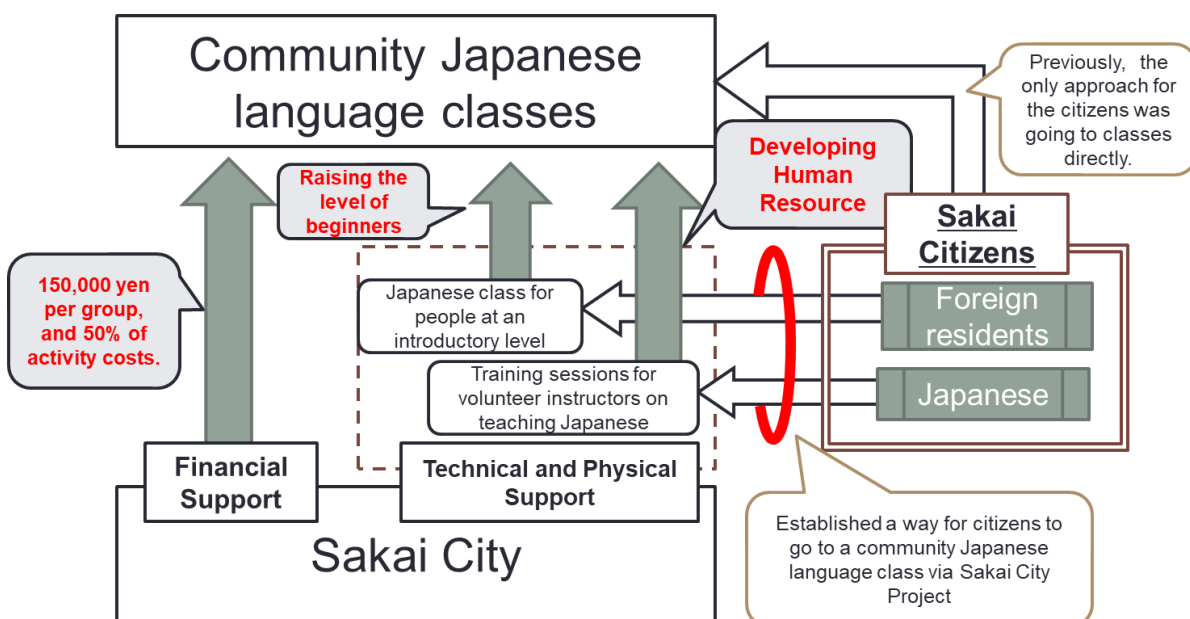 Community Japanese
language classes
Previously, the
only approach for
the citizens was
going to classes
directly.
Developing
Human
Resource
Raising the
level of
beginners
Sakai
Citizens
150,000 yen
per group,
and 50% of
activity costs.
Japanese class for
people at an
introductory level
Foreign
residents
Training sessions for
volunteer instructors on
teaching Japanese
Japanese
Financial
Support
Technical and Physical
Support
Sakai City
Established a way for citizens to
go to a community Japanese
language class via Sakai City
Project